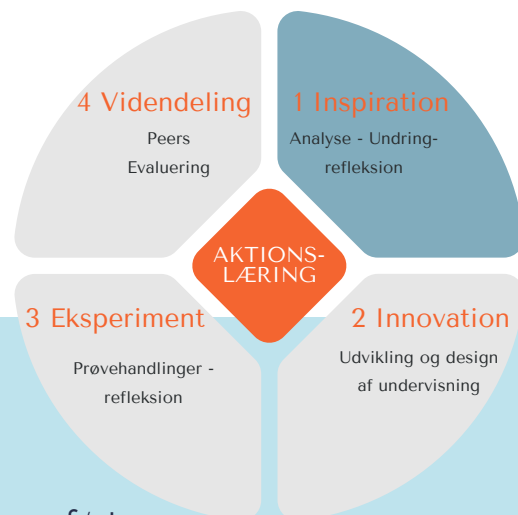 4 Videndeling
Peers
Evaluering
1 Inspiration
Analyse - Undring-
refleksion
AKTIONS-
LÆRING
3 Eksperiment
Prøvehandlinger -
refleksion
2 Innovation
Udvikling og design
af undervisning